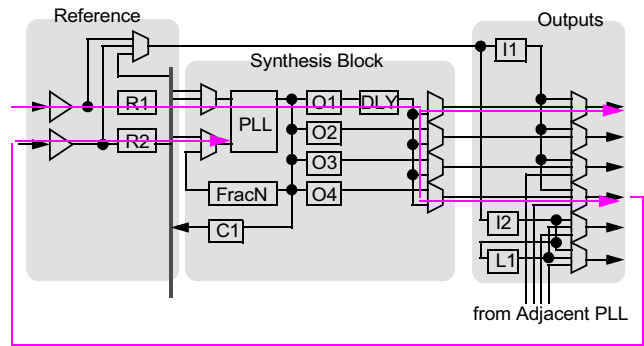 Reference
Outputs
Synthesis Block
I1
R1
O1 DLY
PLL
R2
O2
O3
FracN
O4
C1
I2
L1
from Adjacent PLL